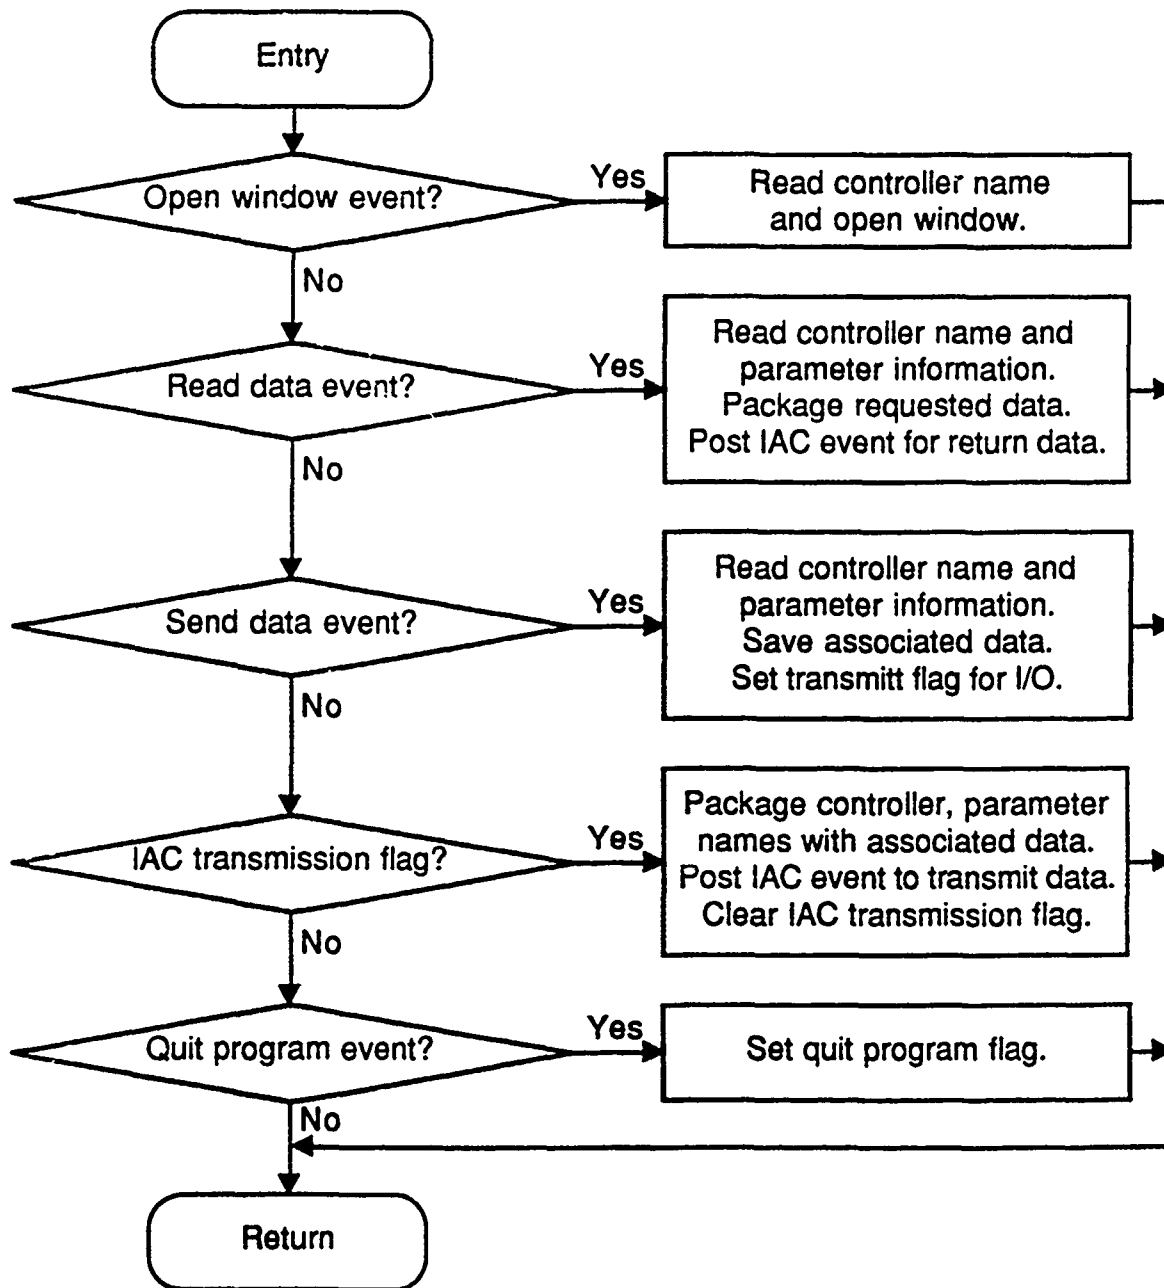 Entry
Open window event?
Yes
Read controller name
and open window.
No
Read data event?
Yes
Read controller name and
parameter information.
Package requested data.
Post IAC event for return data.
No
Send data event?
Yes
Read controller name and
parameter information.
Save associated data.
Set transmitt flag for I/O.
No
IAC transmission flag?
Yes
Package controller, parameter
names with associated data.
Post IAC event to transmit data.
Clear IAC transmission flag.
No
Quit program event?
Yes
Set quit program flag.
No
Return